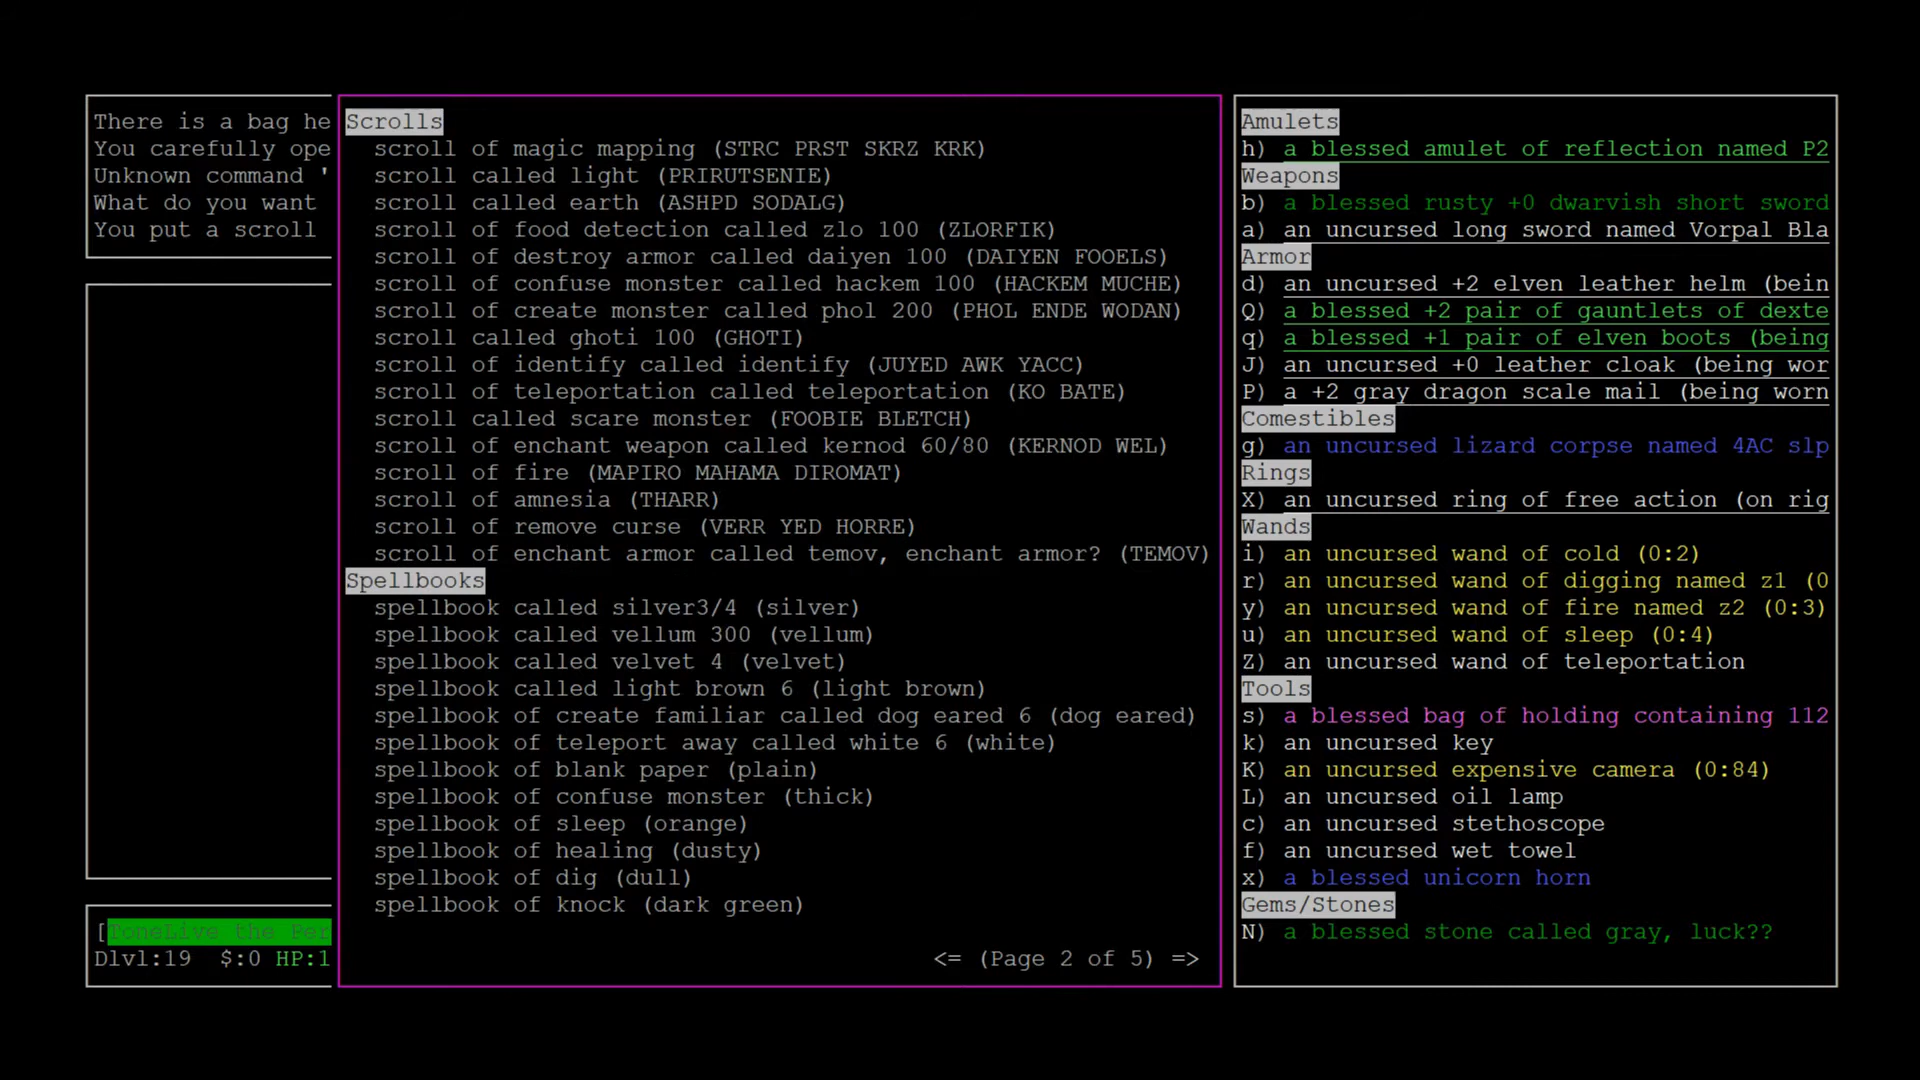 There is a bag he
You carefully ope
Unknown command '
What do you want
You put a scroll
[TomeLive the Per
Dlvl:19 $:0 HP:1
Scrolls
scroll of magic mapping (STRC PRST SKRZ KRK)
scroll called light (PRIRUTSENIE)
scroll called earth (ASHPD SODALG)
scroll of food detection called zlo 100 (ZLORFIK)
scroll of destroy armor called daiyen 100 (DAIYEN FOOELS)
scroll of confuse monster called hackem 100 (HACKEM MUCHE)
scroll of create monster called phol 200 (PHOL ENDE WODAN)
scroll called ghoti 100 (GHOTI)
scroll of identify called identify (JUYED AWK YACC)
scroll of teleportation called teleportation (KO BATE)
scroll called scare monster (FOOBIE BLETCH)
scroll of enchant weapon called kernod 60/80 (KERNOD WEL)
scroll of fire (MAPIRO MAHAMA DIROMAT)
scroll of amnesia (THARR)
scroll of remove curse (VERR YED HORRE)
scroll of enchant armor called temov, enchant armor? (TEMOV)
Spellbooks
spellbook called silver3/4 (silver)
spellbook called vellum 300 (vellum)
spellbook called velvet 4 (velvet)
spellbook called light brown 6 (light brown)
spellbook of create familiar called dog eared 6 (dog eared)
spellbook of teleport away called white 6 (white)
spellbook of blank paper (plain)
spellbook of confuse monster (thick)
spellbook of sleep (orange)
spellbook of healing (dusty)
spellbook of dig (dull)
spellbook of knock (dark green)
<= (Page 2 of 5) =>
Amulets
h) a blessed amulet of reflection named P2
Weapons
b) a blessed rusty +0 dwarvish short sword
a) an uncursed long sword named Vorpal Bla
Armor
d) an uncursed +2 elven leather helm (bein
Q) a blessed +2 pair of gauntlets of dexte
q) a blessed +1 pair of elven boots (being
J) an uncursed +0 leather cloak (being wor
P) a +2 gray dragon scale mail (being worn
Comestibles
g) an uncursed lizard corpse named 4AC slp
Rings
X) an uncursed ring of free action (on rig
Wands
i) an uncursed wand of cold (0:2)
r) an uncursed wand of digging named z1 (0
y) an uncursed wand of fire named z2 (0:3)
u) an uncursed wand of sleep (0:4)
Z) an uncursed wand of teleportation
Tools
s) a blessed bag of holding containing 112
k) an uncursed key
K) an uncursed expensive camera (0:84)
L) an uncursed oil lamp
c) an uncursed stethoscope
f) an uncursed wet towel
x) a blessed unicorn horn
Gems/Stones
N) a blessed stone called gray, luck??